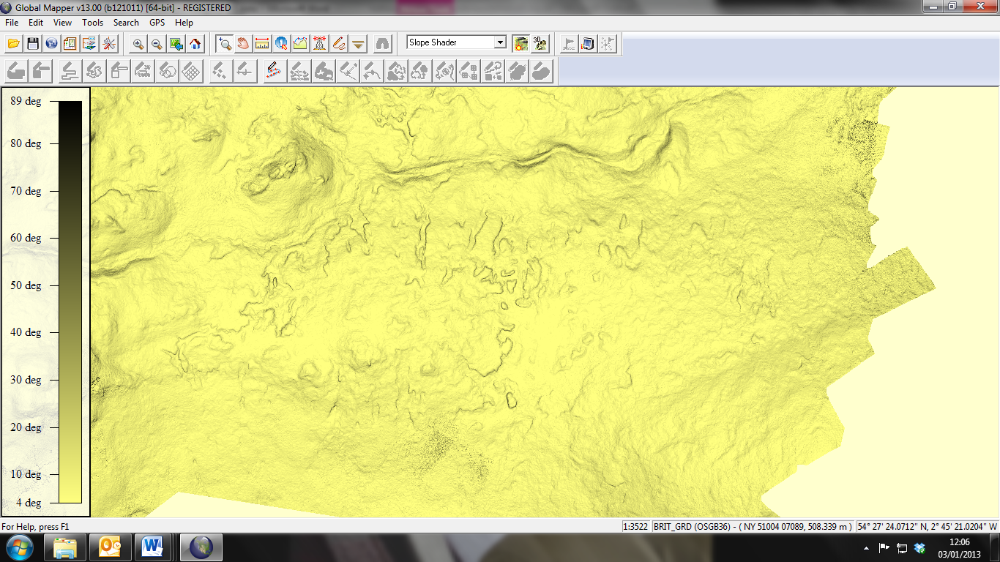 Global Mapper v13.00 (b121011) [64-bit] - REGISTERED
File Edit View Tools Search GPS Help
Slope Shader
3D
89 deg
80 deg
70 deg
60 deg
50 deg
40 deg
30 deg
20 deg
10 deg
4 deg
For Help, press F1
1:3522
BRIT_GRD (OSGB36) - ( NY 51004 07089, 508.339 m )
54° 27' 24.0712" N, 2° 45' 21.0204" W
12:06
03/01/2013